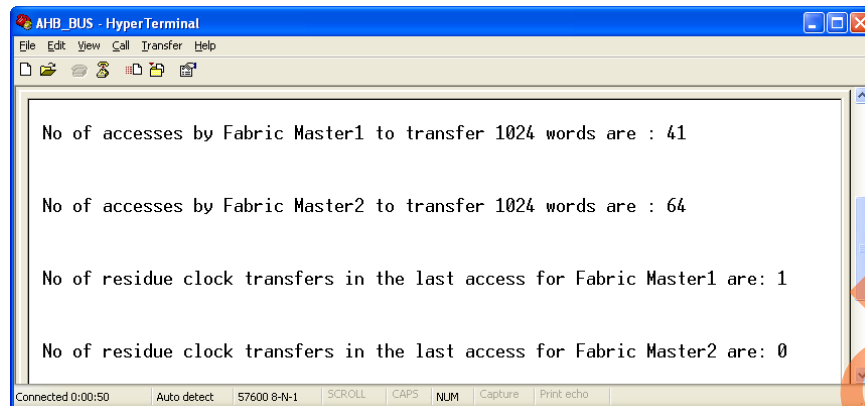 AHB_BUS - HyperTerminal
File Edit View Call Transfer Help
No of accesses by Fabric Master1 to transfer 1024 words are : 41
No of accesses by Fabric Master2 to transfer 1024 words are : 64
No of residue clock transfers in the last access for Fabric Master1 are: 1
No of residue clock transfers in the last access for Fabric Master2 are: 0
Connected 0:00:50 Auto detect 57600 8-N-1 SCROLL CAPS NUM Capture Print echo